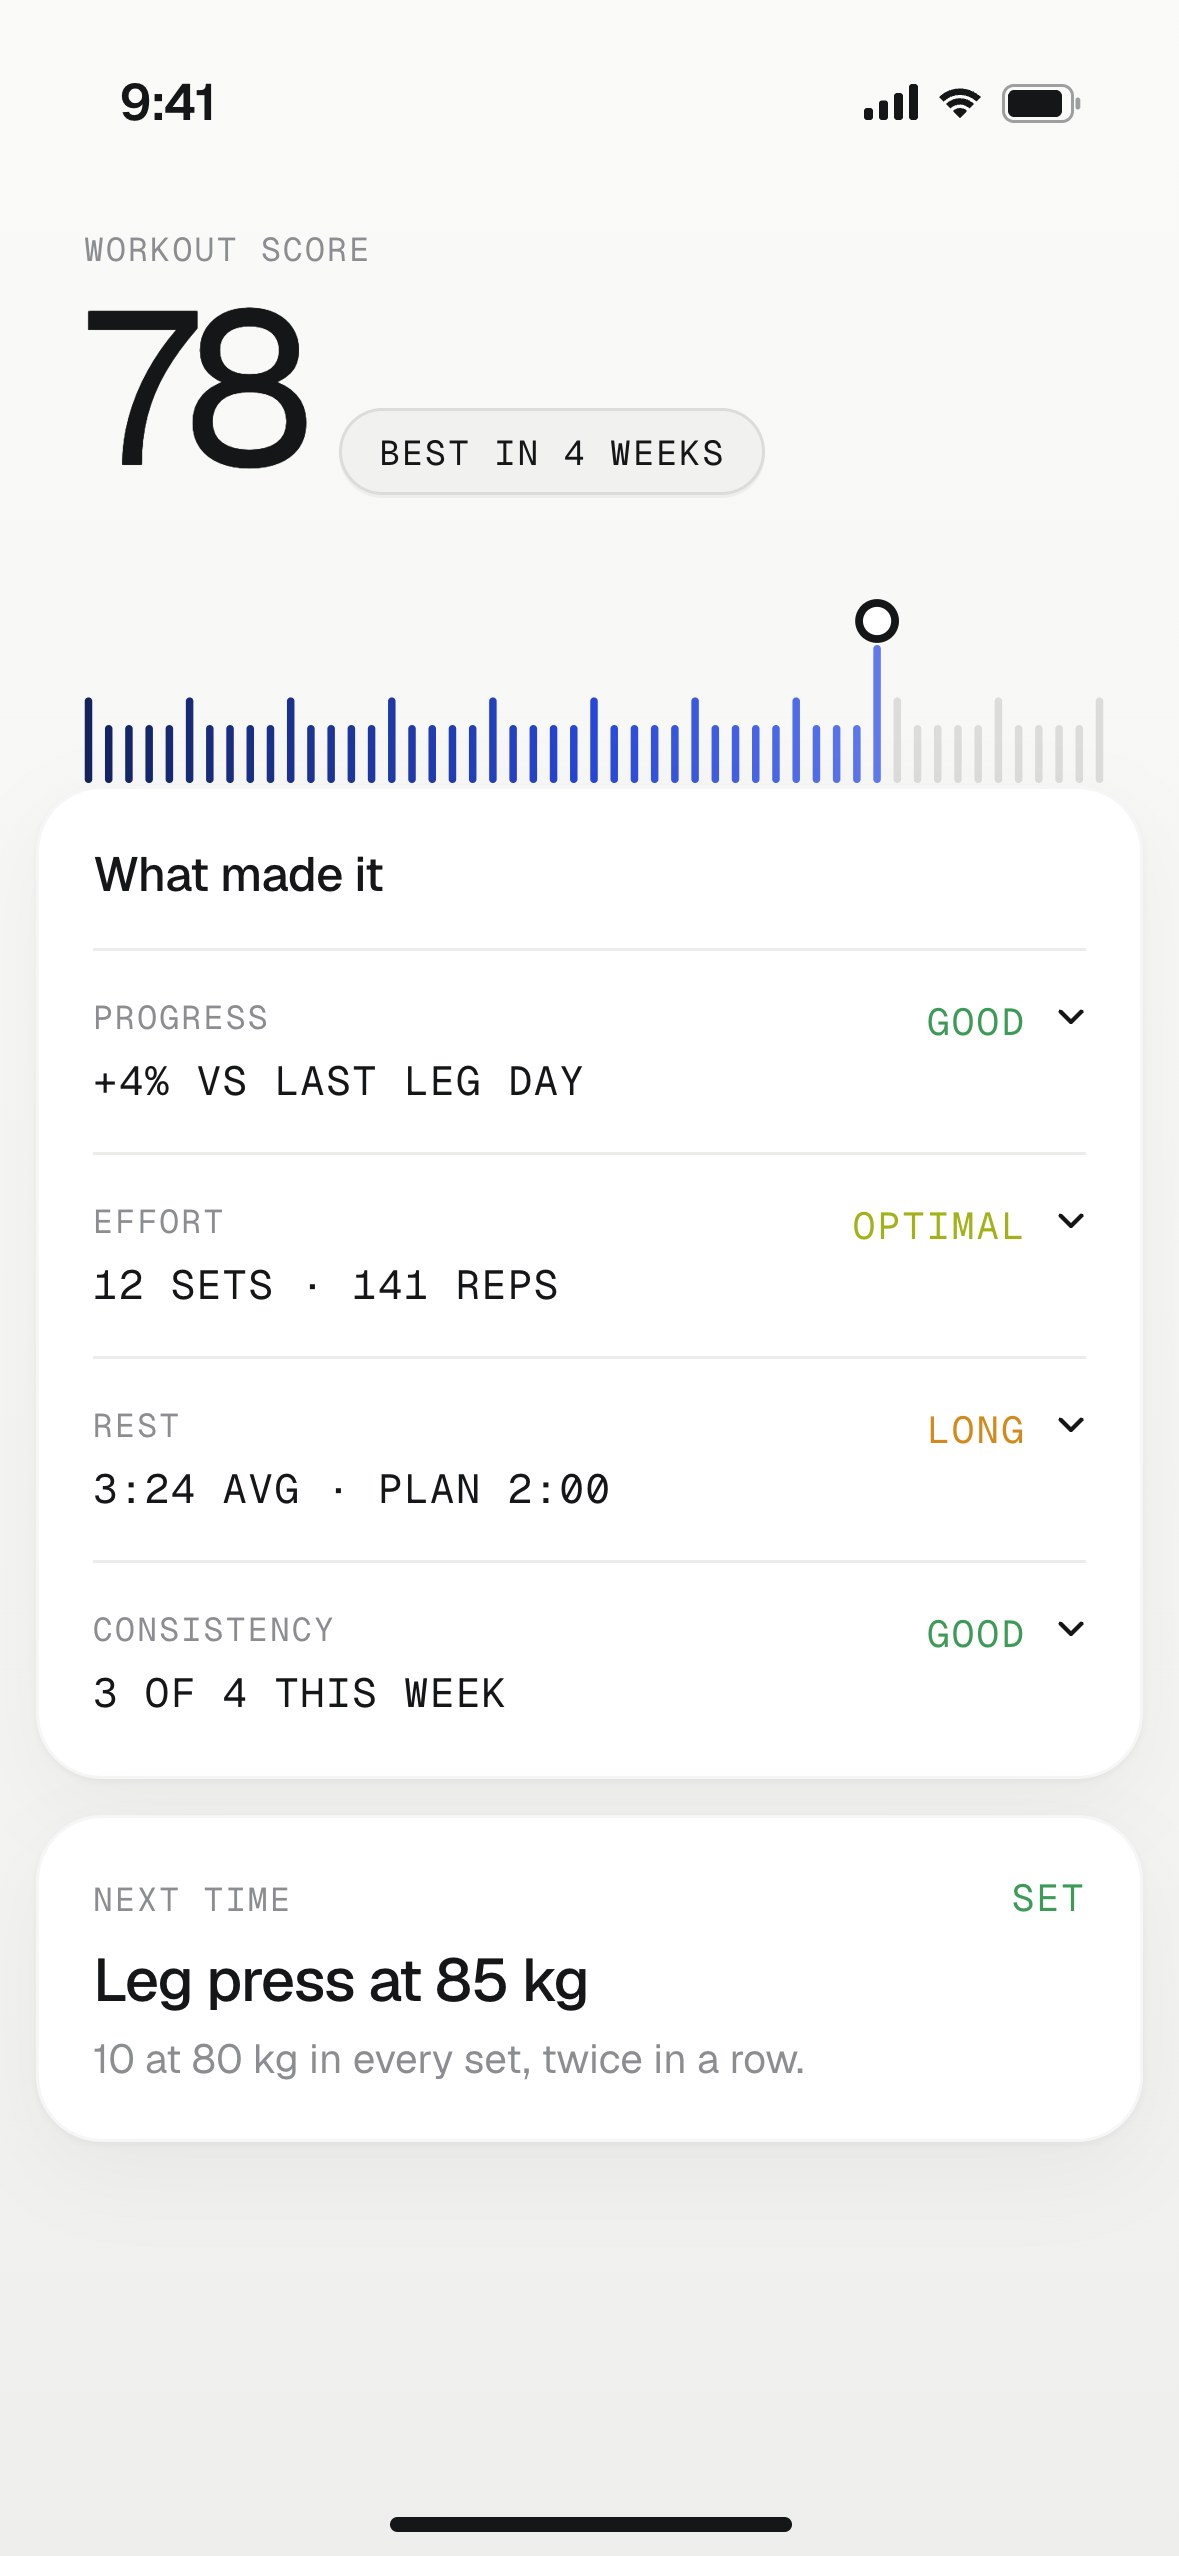 9:41
WORKOUT SCORE
78
BEST IN 4 WEEKS
What made it
PROGRESS
GOOD
+4% VS LAST LEG DAY
EFFORT
OPTIMAL
12 SETS · 141 REPS
REST
LONG
3:24 AVG · PLAN 2:00
CONSISTENCY
GOOD
3 OF 4 THIS WEEK
NEXT TIME
SET
Leg press at 85 kg
10 at 80 kg in every set, twice in a row.